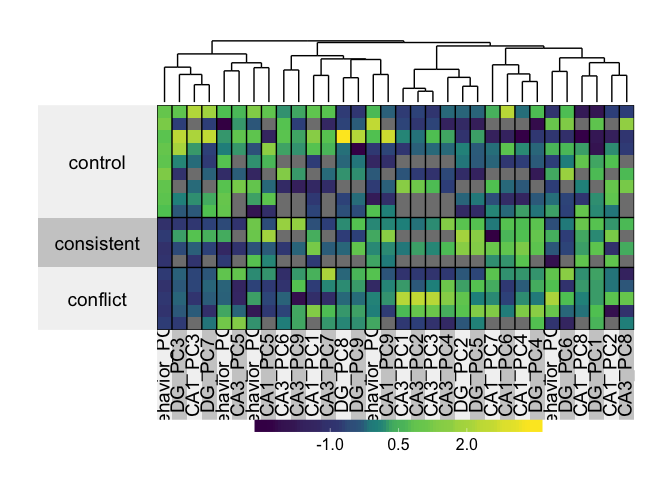 control
consistent
conflict
ehavior_PC
DG_PC3
CA1_PC3
DG_PC7
ehavior_PC
CA3_PC5
ehavior_PC
CA1_PC5
CA3_PC6
CA3_PC9
CA1_PC1
CA3_PC7
DG_PC8
DG_PC9
ehavior_PC
CA1_PC9
CA3_PC1
CA3_PC2
CA3_PC3
CA3_PC4
DG_PC2
DG_PC5
CA1_PC7
CA1_PC6
CA1_PC4
DG_PC4
ehavior_PC
DG_PC6
CA1_PC8
DG_PC1
CA1_PC2
CA3_PC8
-1.0 0.5 2.0